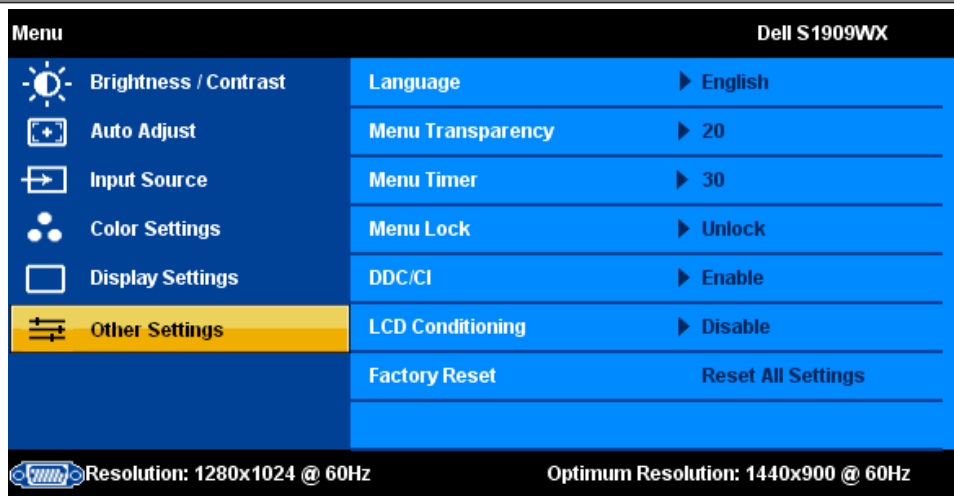 Menu Dell S1909WX
Brightness / Contrast Language English
Auto Adjust Menu Transparency 20
Input Source Menu Timer 30
Color Settings Menu Lock Unlock
Display Settings DDC/CI Enable
Other Settings LCD Conditioning Disable
Factory Reset Reset All Settings
Resolution: 1280x1024 @ 60Hz Optimum Resolution: 1440x900 @ 60Hz